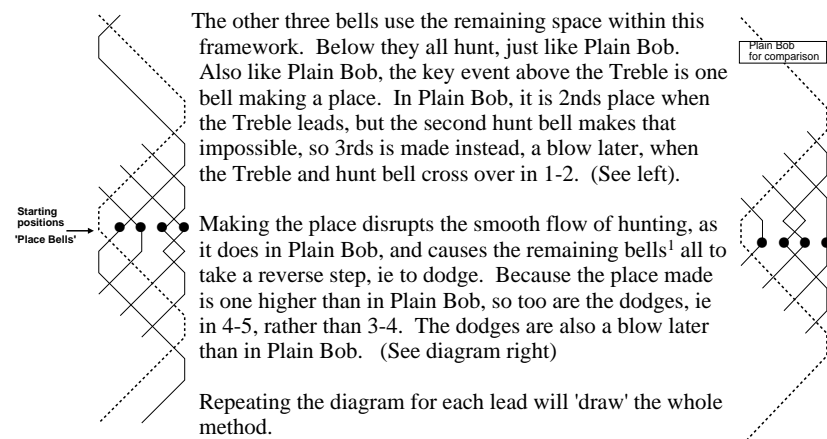 The other three bells use the remaining space within this
framework. Below they all hunt, just like Plain Bob.
Also like Plain Bob, the key event above the Treble is one
bell making a place. In Plain Bob, it is 2nds place when
the Treble leads, but the second hunt bell makes that
impossible, so 3rds is made instead, a blow later, when
the Treble and hunt bell cross over in 1-2. (See left).
Plain Bob
for comparison
Starting
positions
'Place Bells'
Making the place disrupts the smooth flow of hunting, as
it does in Plain Bob, and causes the remaining bells¹ all to
take a reverse step, ie to dodge. Because the place made
is one higher than in Plain Bob, so too are the dodges, ie
in 4-5, rather than 3-4. The dodges are also a blow later
than in Plain Bob. (See diagram right)
Repeating the diagram for each lead will 'draw' the whole
method.